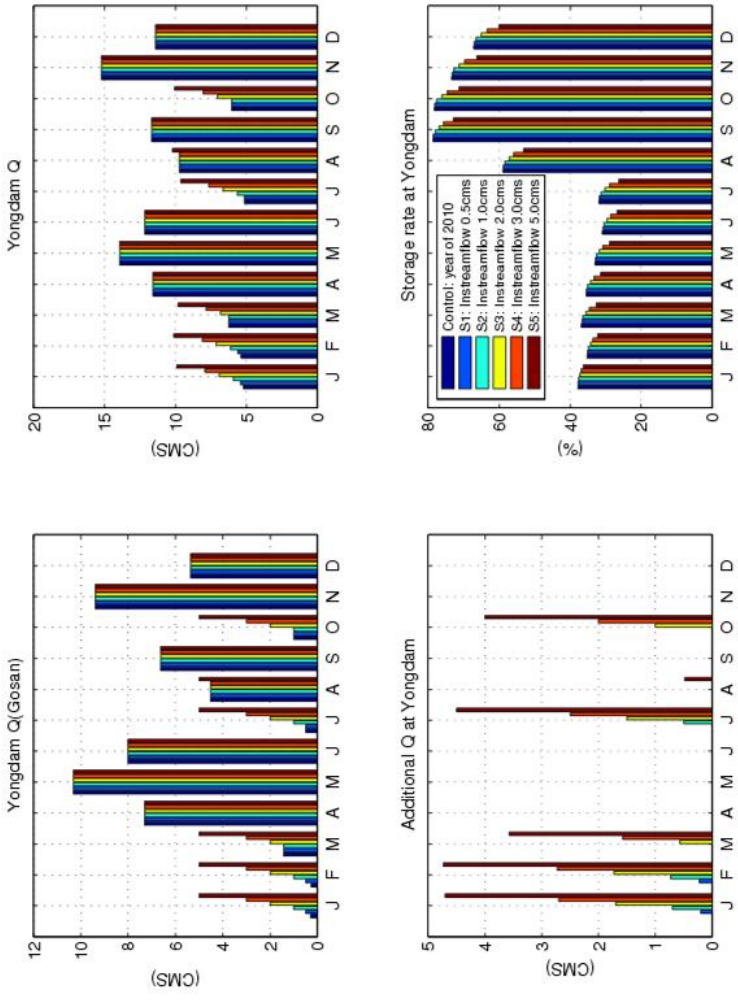 Yongdam Q(Gosan)
12
10
8
6
4
2
0
(CMS)
J F M A M J J A S O N D
Yongdam Q
20
15
10
5
0
(CMS)
J F M A M J J A S O N D
Additional Q at Yongdam
5
4
3
2
1
0
(CMS)
J F M A M J J A S O N D
Storage rate at Yongdam
80
60
40
20
0
(%)
Control: year of 2010
S1: Instreamflow 0.5cms
S2: Instreamflow 1.0cms
S3: Instreamflow 2.0cms
S4: Instreamflow 3.0cms
S5: Instreamflow 5.0cms
J F M A M J J A S O N D